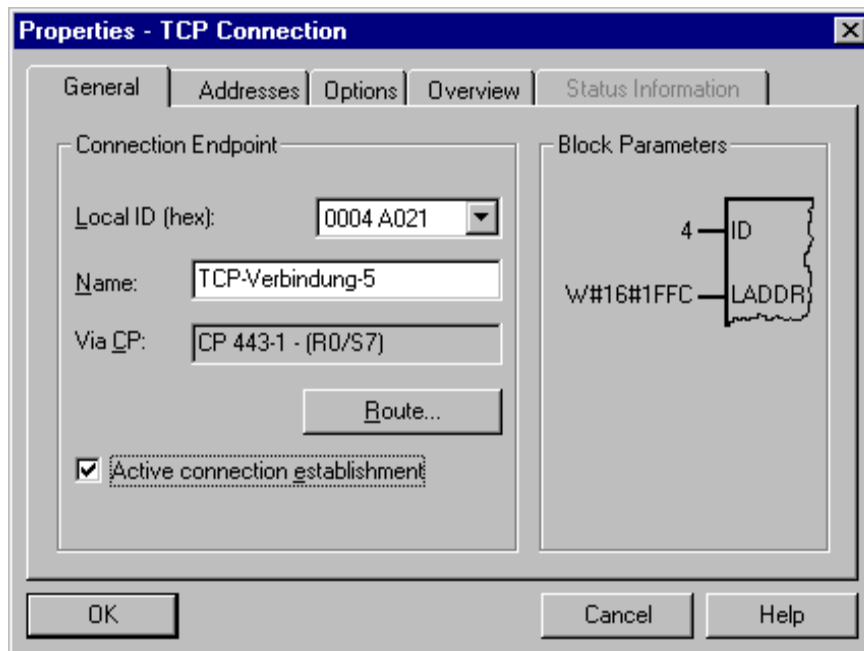 Properties - TCP Connection
General Addresses Options Overview Status Information
Connection Endpoint
Local ID (hex): 0004 A021
Name: TCP-Verbindung-5
Via CP: CP 443-1 - (R0/S7)
Route...
Active connection establishment
Block Parameters
4 ID
W#16#1FFC LADDR
OK Cancel Help